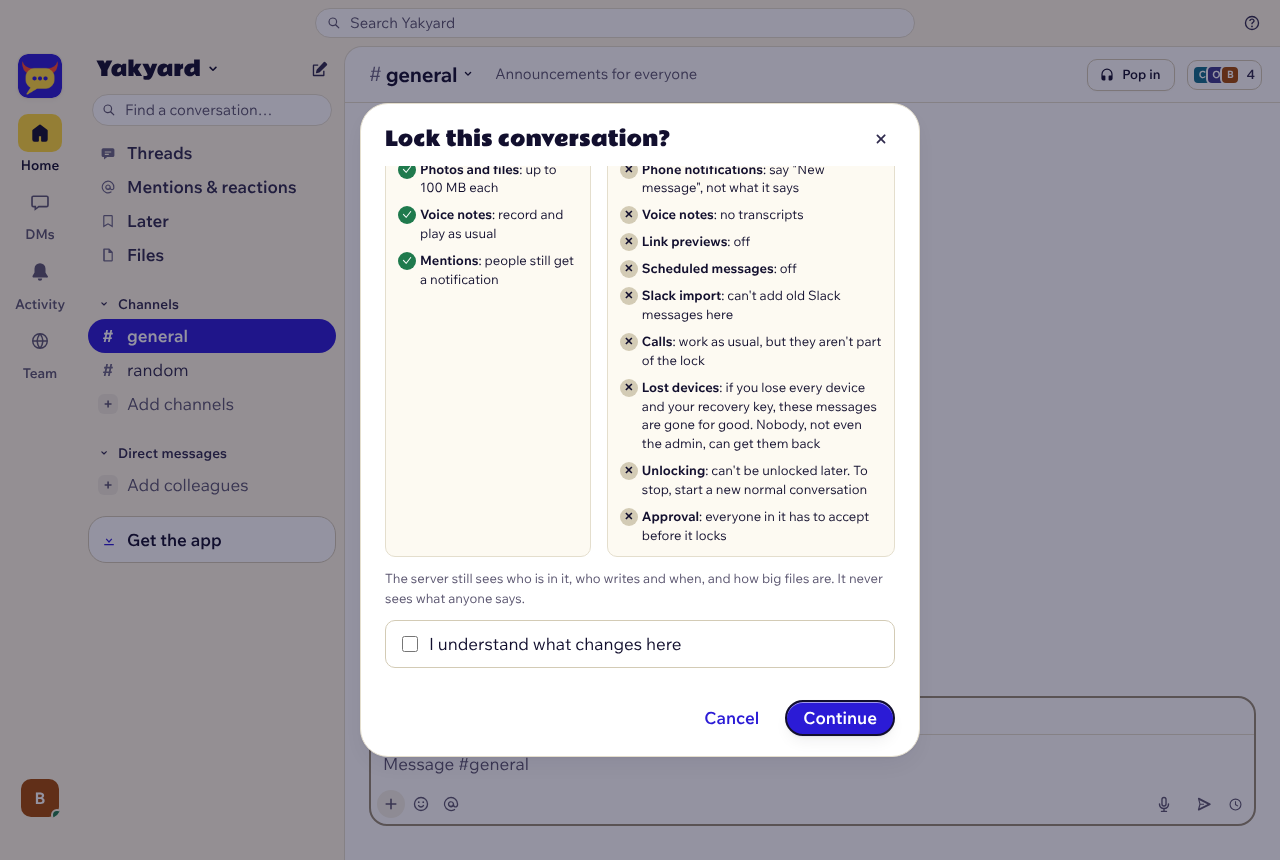 Search Yakyard
Yakyard
Find a conversation…
Home
DMs
Activity
Team
Threads
Mentions & reactions
Later
Files
Channels
# general
# random
+ Add channels
Direct messages
+ Add colleagues
Get the app
B
# general
Announcements for everyone
Pop in
C O B 4
Lock this conversation?
Photos and files: up to
100 MB each
Voice notes: record and
play as usual
Mentions: people still get
a notification
Phone notifications: say "New
message", not what it says
Voice notes: no transcripts
Link previews: off
Scheduled messages: off
Slack import: can't add old Slack
messages here
Calls: work as usual, but they aren't part
of the lock
Lost devices: if you lose every device
and your recovery key, these messages
are gone for good. Nobody, not even
the admin, can get them back
Unlocking: can't be unlocked later. To
stop, start a new normal conversation
Approval: everyone in it has to accept
before it locks
The server still sees who is in it, who writes and when, and how big files are. It never
sees what anyone says.
I understand what changes here
Cancel
Continue
Message #general